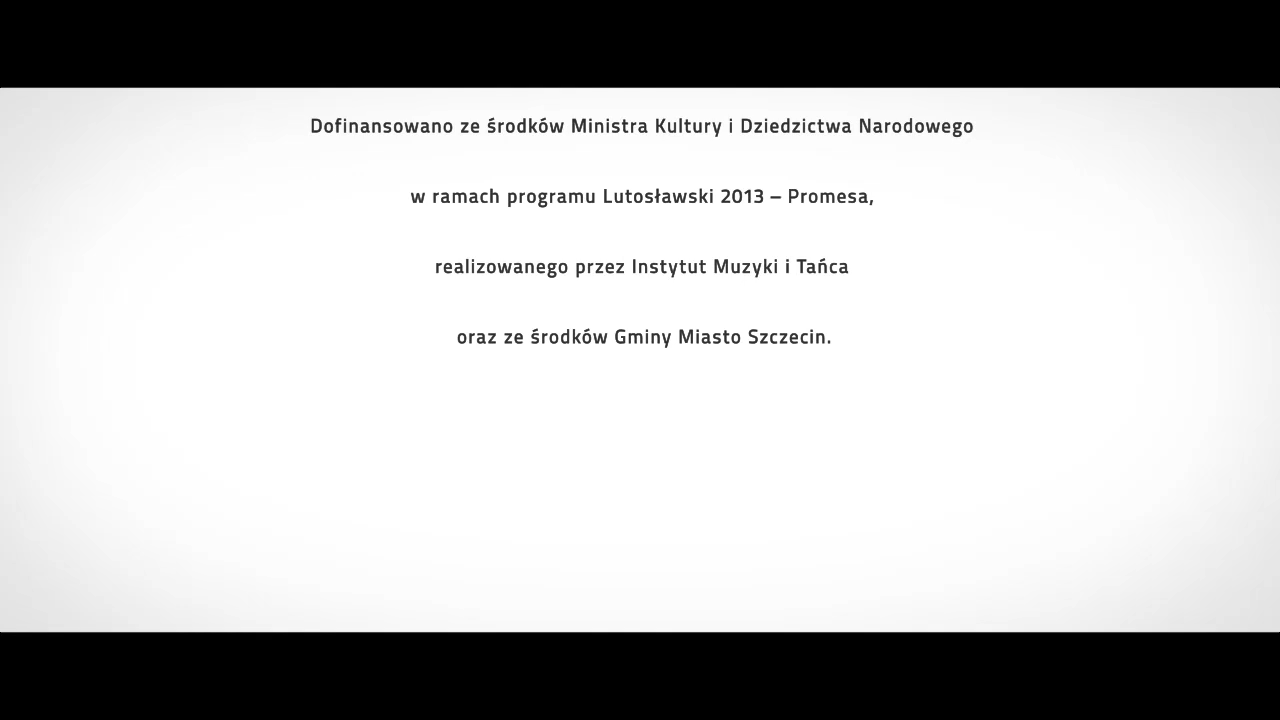 Dofinansowano ze środków Ministra Kultury i Dziedzictwa Narodowego
w ramach programu Lutosławski 2013 – Promesa,
realizowanego przez Instytut Muzyki i Tańca
oraz ze środków Gminy Miasto Szczecin.